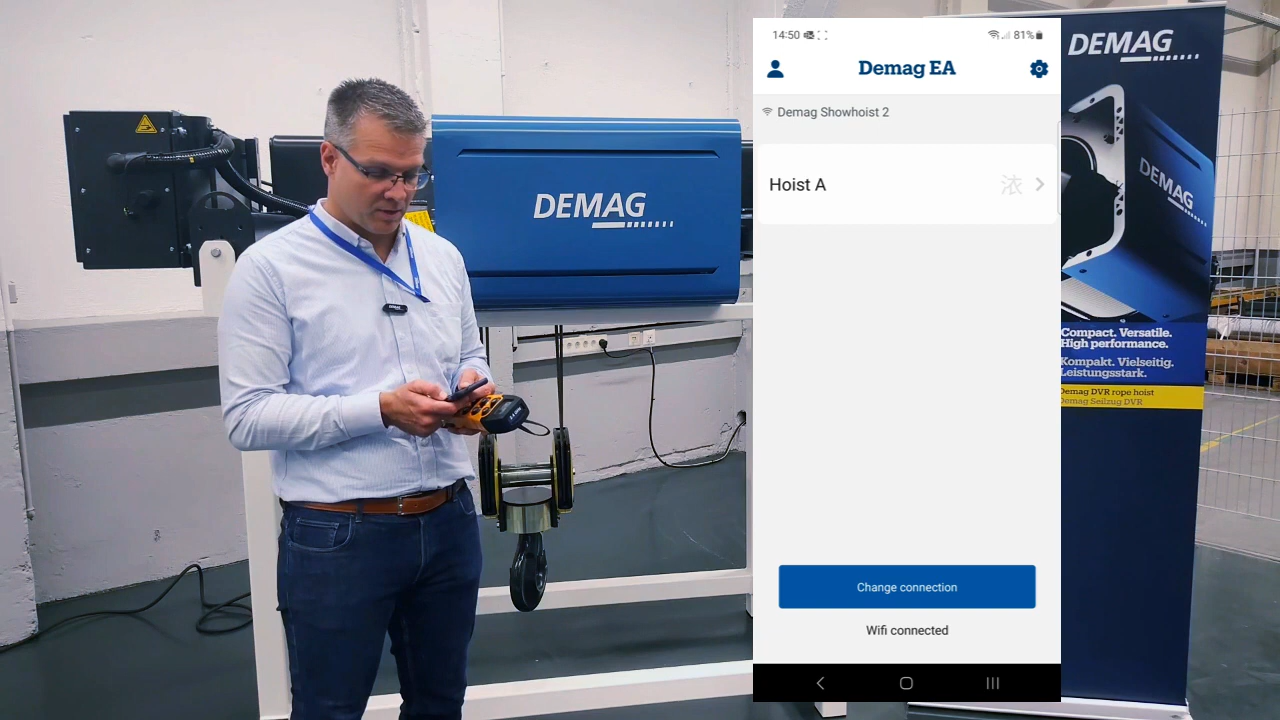 DEMAG
14:50
81%
Demag EA
Demag Showhoist 2
Hoist A
浓
Change connection
Wifi connected
DEMAG
DEMAG
Compact. Versatile.
High performance.
Kompakt. Vielseitig.
Leistungsstark.
Demag DVR rope hoist
Demag Seilzug DVR